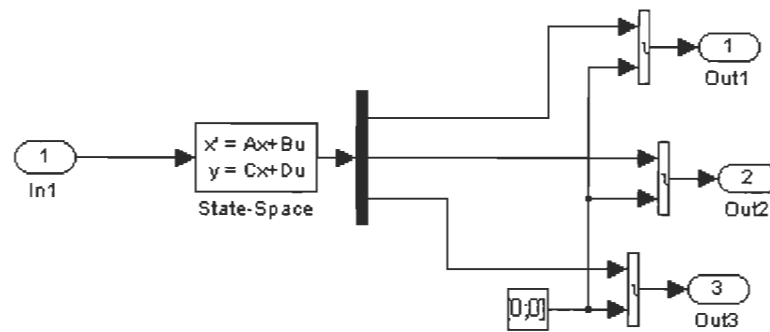 1
Out1
x' = Ax+Bu
y = Cx+Du
State-Space
1
In1
2
Out2
[0;0]
3
Out3